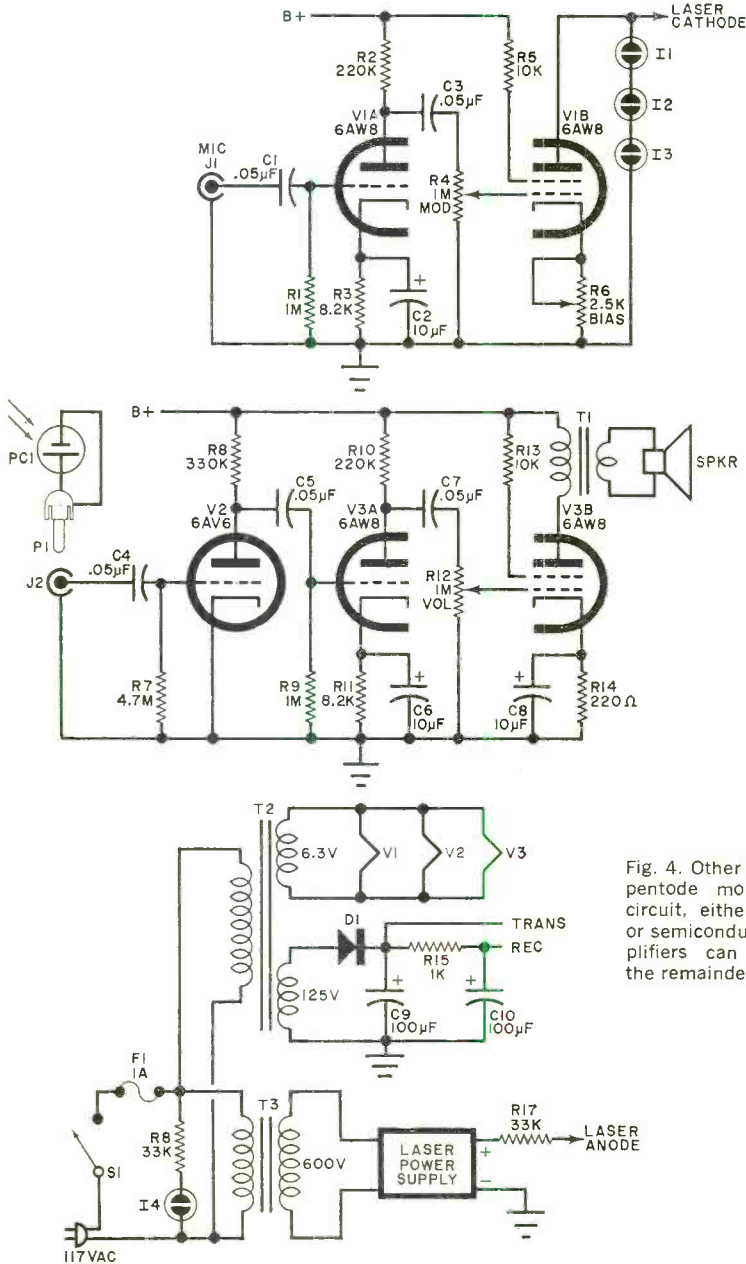 B+
LASER
CATHODE
R2
220K
R5
10K
I1
I2
I3
C3
.05µF
V1A
6AW8
V1B
6AW8
MIC
J1
C1
.05µF
R4
1M
MOD
R1
1M
R3
8.2K
+
C2
10µF
R6
2.5K
BIAS
B+
PC1
P1
R8
330K
R10
220K
R13
10K
T1
SPKR
C5
.05µF
C7
.05µF
V2
6AV6
V3A
6AW8
V3B
6AW8
J2
C4
.05µF
R12
1M
VOL
R7
4.7M
R9
1M
R11
8.2K
+
C6
10µF
+
C8
10µF
R14
220Ω
T2
6.3V
V1
V2
V3
D1
TRANS
REC
R15
1K
125V
+
C9
100µF
+
C10
100µF
F1
1A
T3
R8
33K
S1
I4
117VAC
600V
LASER
POWER
SUPPLY
+
−
R17
33K
LASER
ANODE
Fig. 4. Other
pentode mo
circuit, eithe
or semicondu
plifiers can
the remainde